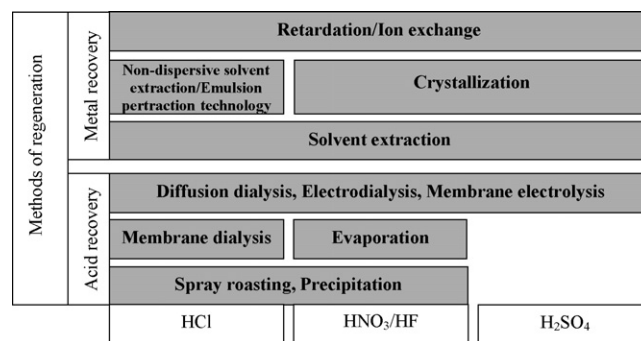 Methods of regeneration
Metal recovery
Retardation/Ion exchange
Non-dispersive solvent
extraction/Emulsion
pertraction technology
Crystallization
Solvent extraction
Acid recovery
Diffusion dialysis, Electrodialysis, Membrane electrolysis
Membrane dialysis
Evaporation
Spray roasting, Precipitation
HCl
HNO₃/HF
H₂SO₄